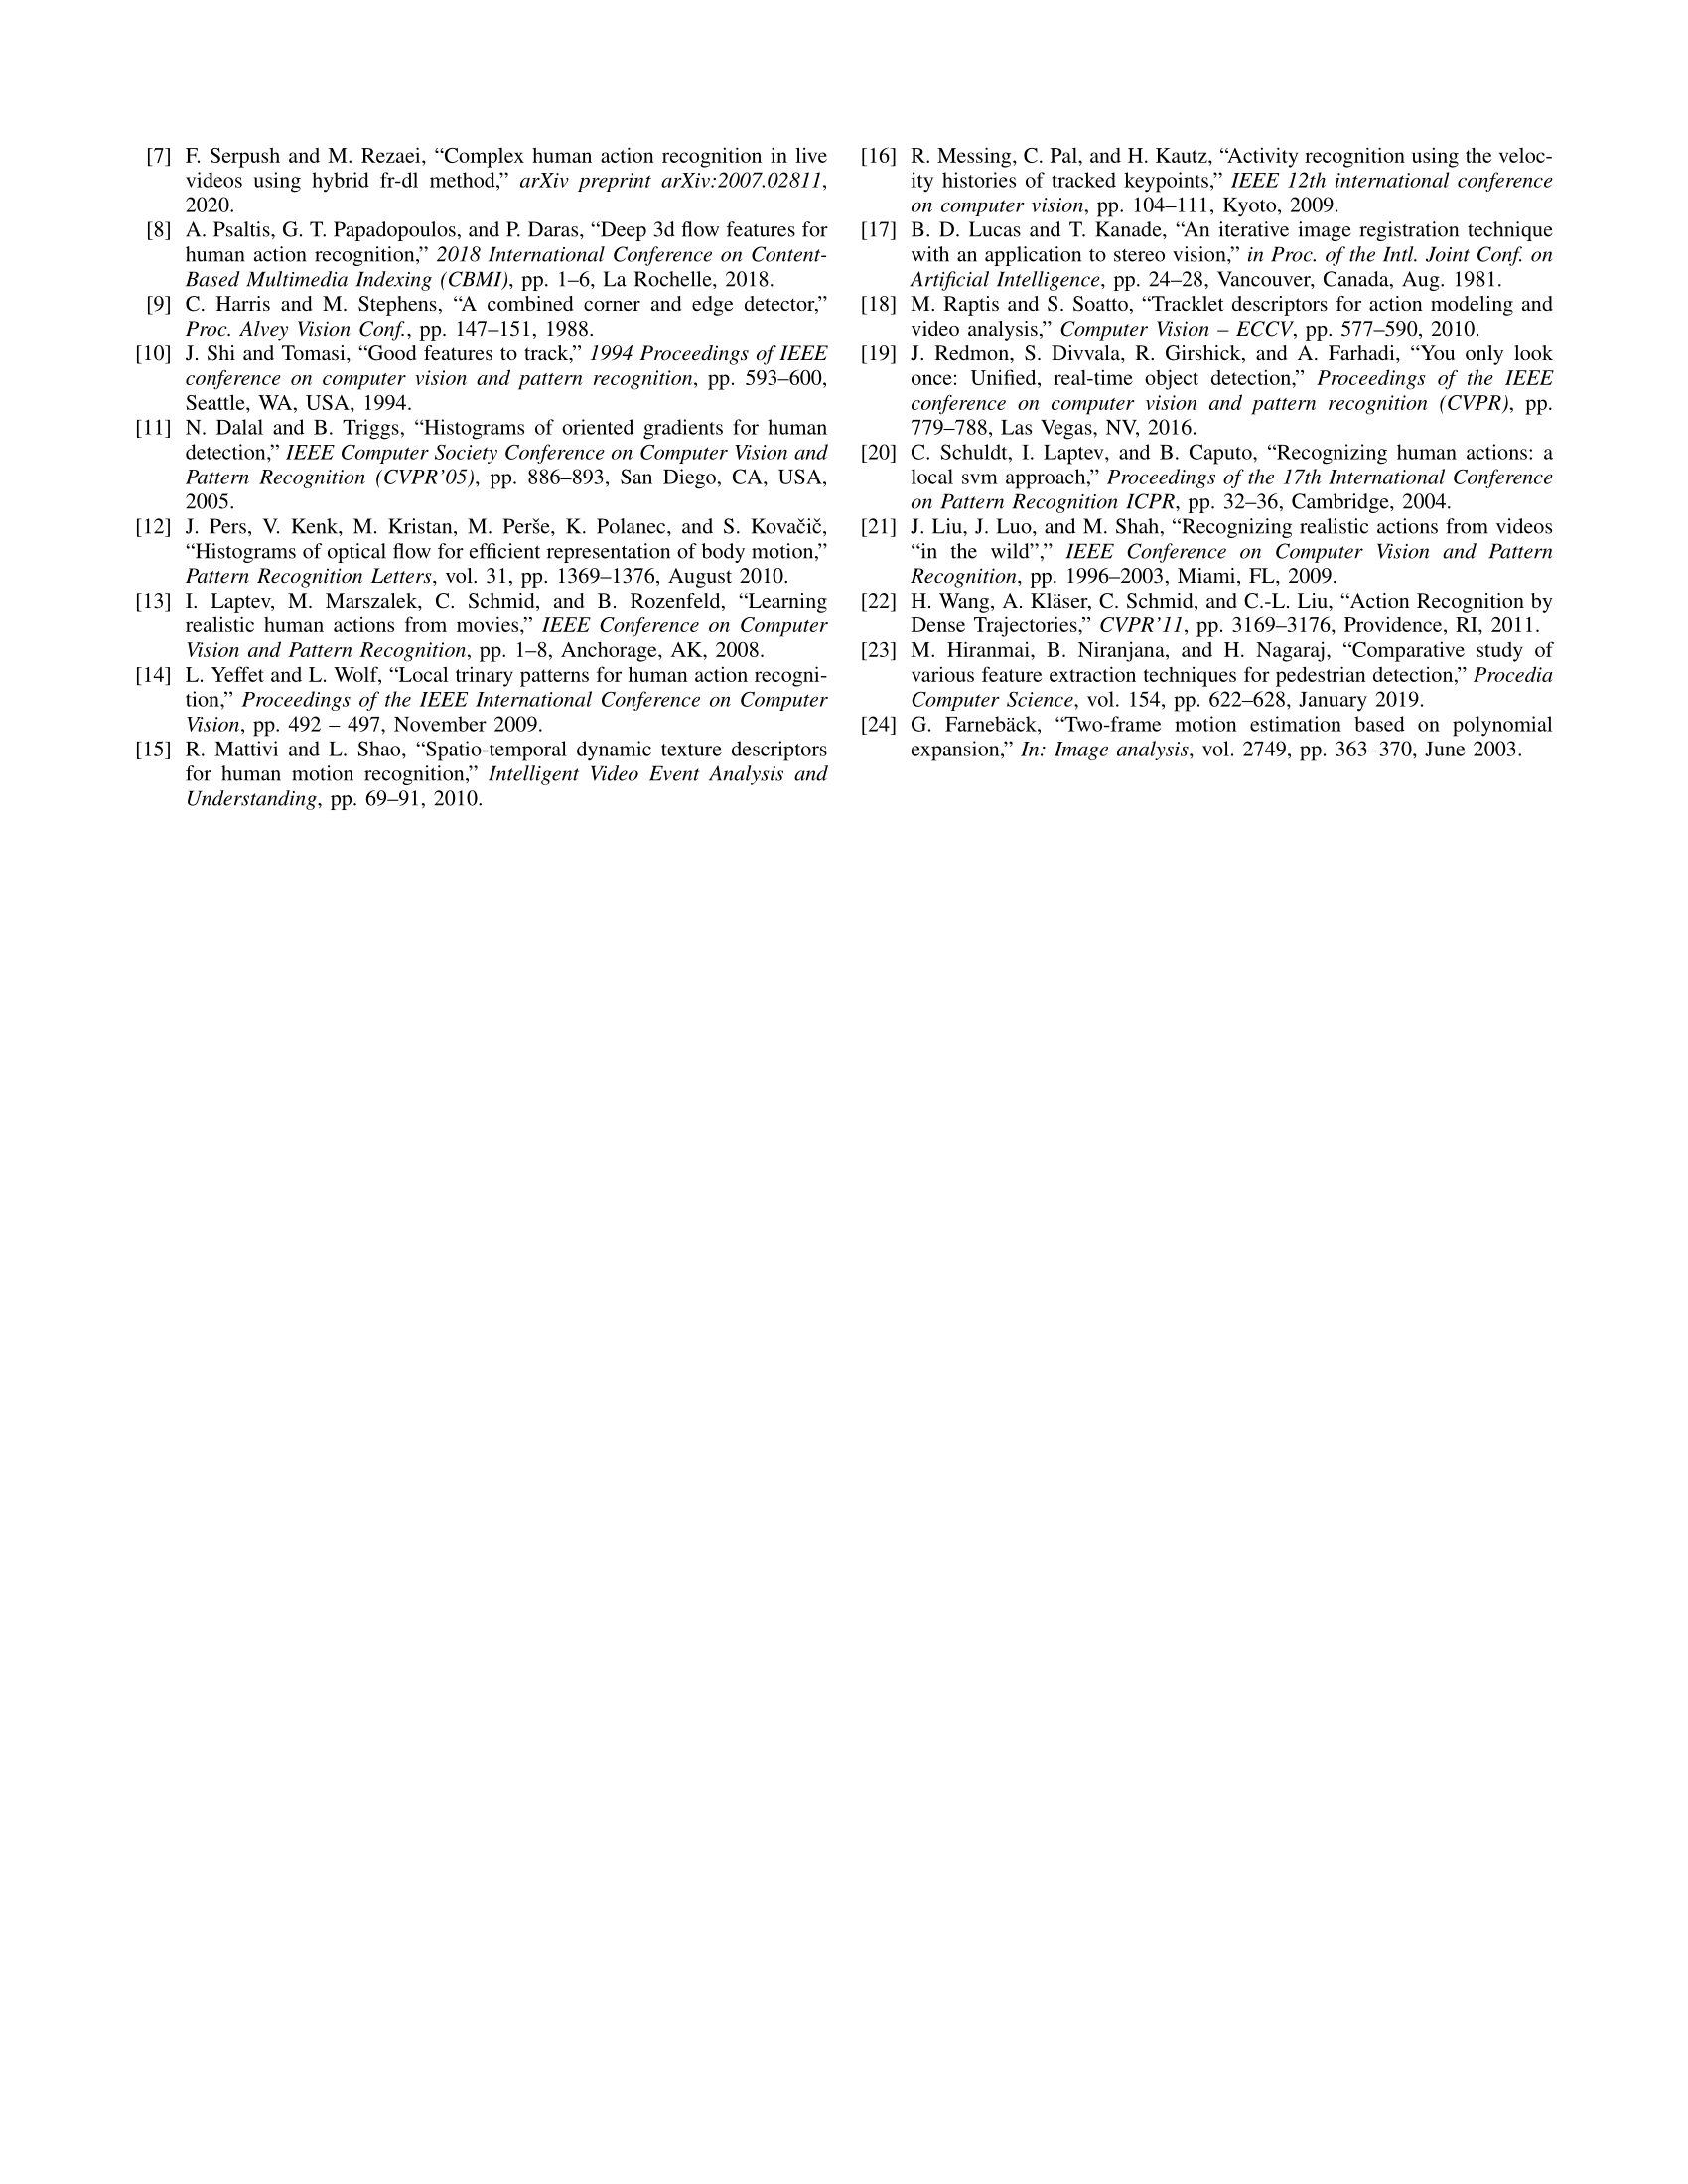 [7] F. Serpush and M. Rezaei, “Complex human action recognition in live
videos using hybrid fr-dl method,” arXiv preprint arXiv:2007.02811,
2020.
[8] A. Psaltis, G. T. Papadopoulos, and P. Daras, “Deep 3d flow features for
human action recognition,” 2018 International Conference on Content-
Based Multimedia Indexing (CBMI), pp. 1–6, La Rochelle, 2018.
[9] C. Harris and M. Stephens, “A combined corner and edge detector,”
Proc. Alvey Vision Conf., pp. 147–151, 1988.
[10] J. Shi and Tomasi, “Good features to track,” 1994 Proceedings of IEEE
conference on computer vision and pattern recognition, pp. 593–600,
Seattle, WA, USA, 1994.
[11] N. Dalal and B. Triggs, “Histograms of oriented gradients for human
detection,” IEEE Computer Society Conference on Computer Vision and
Pattern Recognition (CVPR’05), pp. 886–893, San Diego, CA, USA,
2005.
[12] J. Pers, V. Kenk, M. Kristan, M. Perše, K. Polanec, and S. Kovačič,
“Histograms of optical flow for efficient representation of body motion,”
Pattern Recognition Letters, vol. 31, pp. 1369–1376, August 2010.
[13] I. Laptev, M. Marszalek, C. Schmid, and B. Rozenfeld, “Learning
realistic human actions from movies,” IEEE Conference on Computer
Vision and Pattern Recognition, pp. 1–8, Anchorage, AK, 2008.
[14] L. Yeffet and L. Wolf, “Local trinary patterns for human action recogni-
tion,” Proceedings of the IEEE International Conference on Computer
Vision, pp. 492 – 497, November 2009.
[15] R. Mattivi and L. Shao, “Spatio-temporal dynamic texture descriptors
for human motion recognition,” Intelligent Video Event Analysis and
Understanding, pp. 69–91, 2010.
[16] R. Messing, C. Pal, and H. Kautz, “Activity recognition using the veloc-
ity histories of tracked keypoints,” IEEE 12th international conference
on computer vision, pp. 104–111, Kyoto, 2009.
[17] B. D. Lucas and T. Kanade, “An iterative image registration technique
with an application to stereo vision,” in Proc. of the Intl. Joint Conf. on
Artificial Intelligence, pp. 24–28, Vancouver, Canada, Aug. 1981.
[18] M. Raptis and S. Soatto, “Tracklet descriptors for action modeling and
video analysis,” Computer Vision – ECCV, pp. 577–590, 2010.
[19] J. Redmon, S. Divvala, R. Girshick, and A. Farhadi, “You only look
once: Unified, real-time object detection,” Proceedings of the IEEE
conference on computer vision and pattern recognition (CVPR), pp.
779–788, Las Vegas, NV, 2016.
[20] C. Schuldt, I. Laptev, and B. Caputo, “Recognizing human actions: a
local svm approach,” Proceedings of the 17th International Conference
on Pattern Recognition ICPR, pp. 32–36, Cambridge, 2004.
[21] J. Liu, J. Luo, and M. Shah, “Recognizing realistic actions from videos
“in the wild”,” IEEE Conference on Computer Vision and Pattern
Recognition, pp. 1996–2003, Miami, FL, 2009.
[22] H. Wang, A. Kläser, C. Schmid, and C.-L. Liu, “Action Recognition by
Dense Trajectories,” CVPR’11, pp. 3169–3176, Providence, RI, 2011.
[23] M. Hiranmai, B. Niranjana, and H. Nagaraj, “Comparative study of
various feature extraction techniques for pedestrian detection,” Procedia
Computer Science, vol. 154, pp. 622–628, January 2019.
[24] G. Farnebäck, “Two-frame motion estimation based on polynomial
expansion,” In: Image analysis, vol. 2749, pp. 363–370, June 2003.